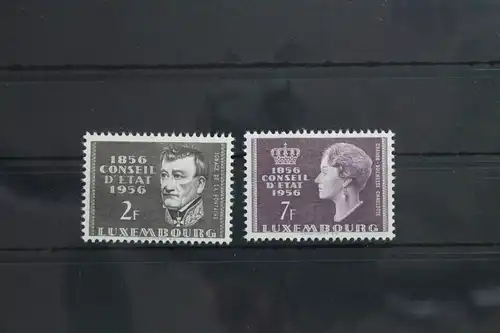 1856
CONSEIL
D'ETAT
1956
2F
LUXEMBOURG
1856
CONSEIL
D'ETAT
1956
7F
LUXEMBOURG